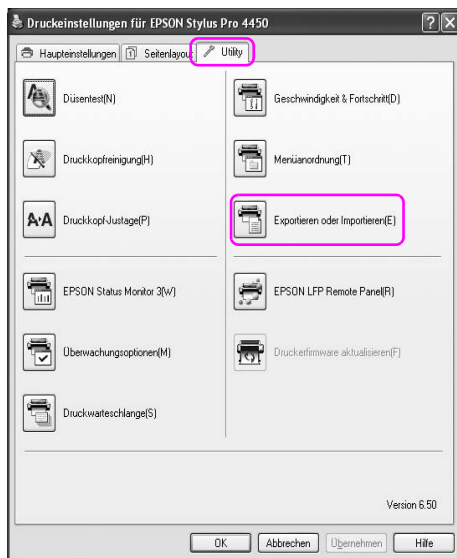 Druckeinstellungen für EPSON Stylus Pro 4450
Haupteinstellungen
Seitenlayout
Utility
Düsentest(N)
Geschwindigkeit & Fortschritt(D)
Druckkopfreinigung(H)
Menüanordnung(T)
A·A
Druckkopf-Justage(P)
Exportieren oder Importieren(E)
EPSON Status Monitor 3(W)
EPSON LFP Remote Panel(R)
Überwachungsoptionen(M)
Druckerfirmware aktualisieren(F)
Druckwarteschlange(S)
Version 6.50
OK
Abbrechen
Übernehmen
Hilfe